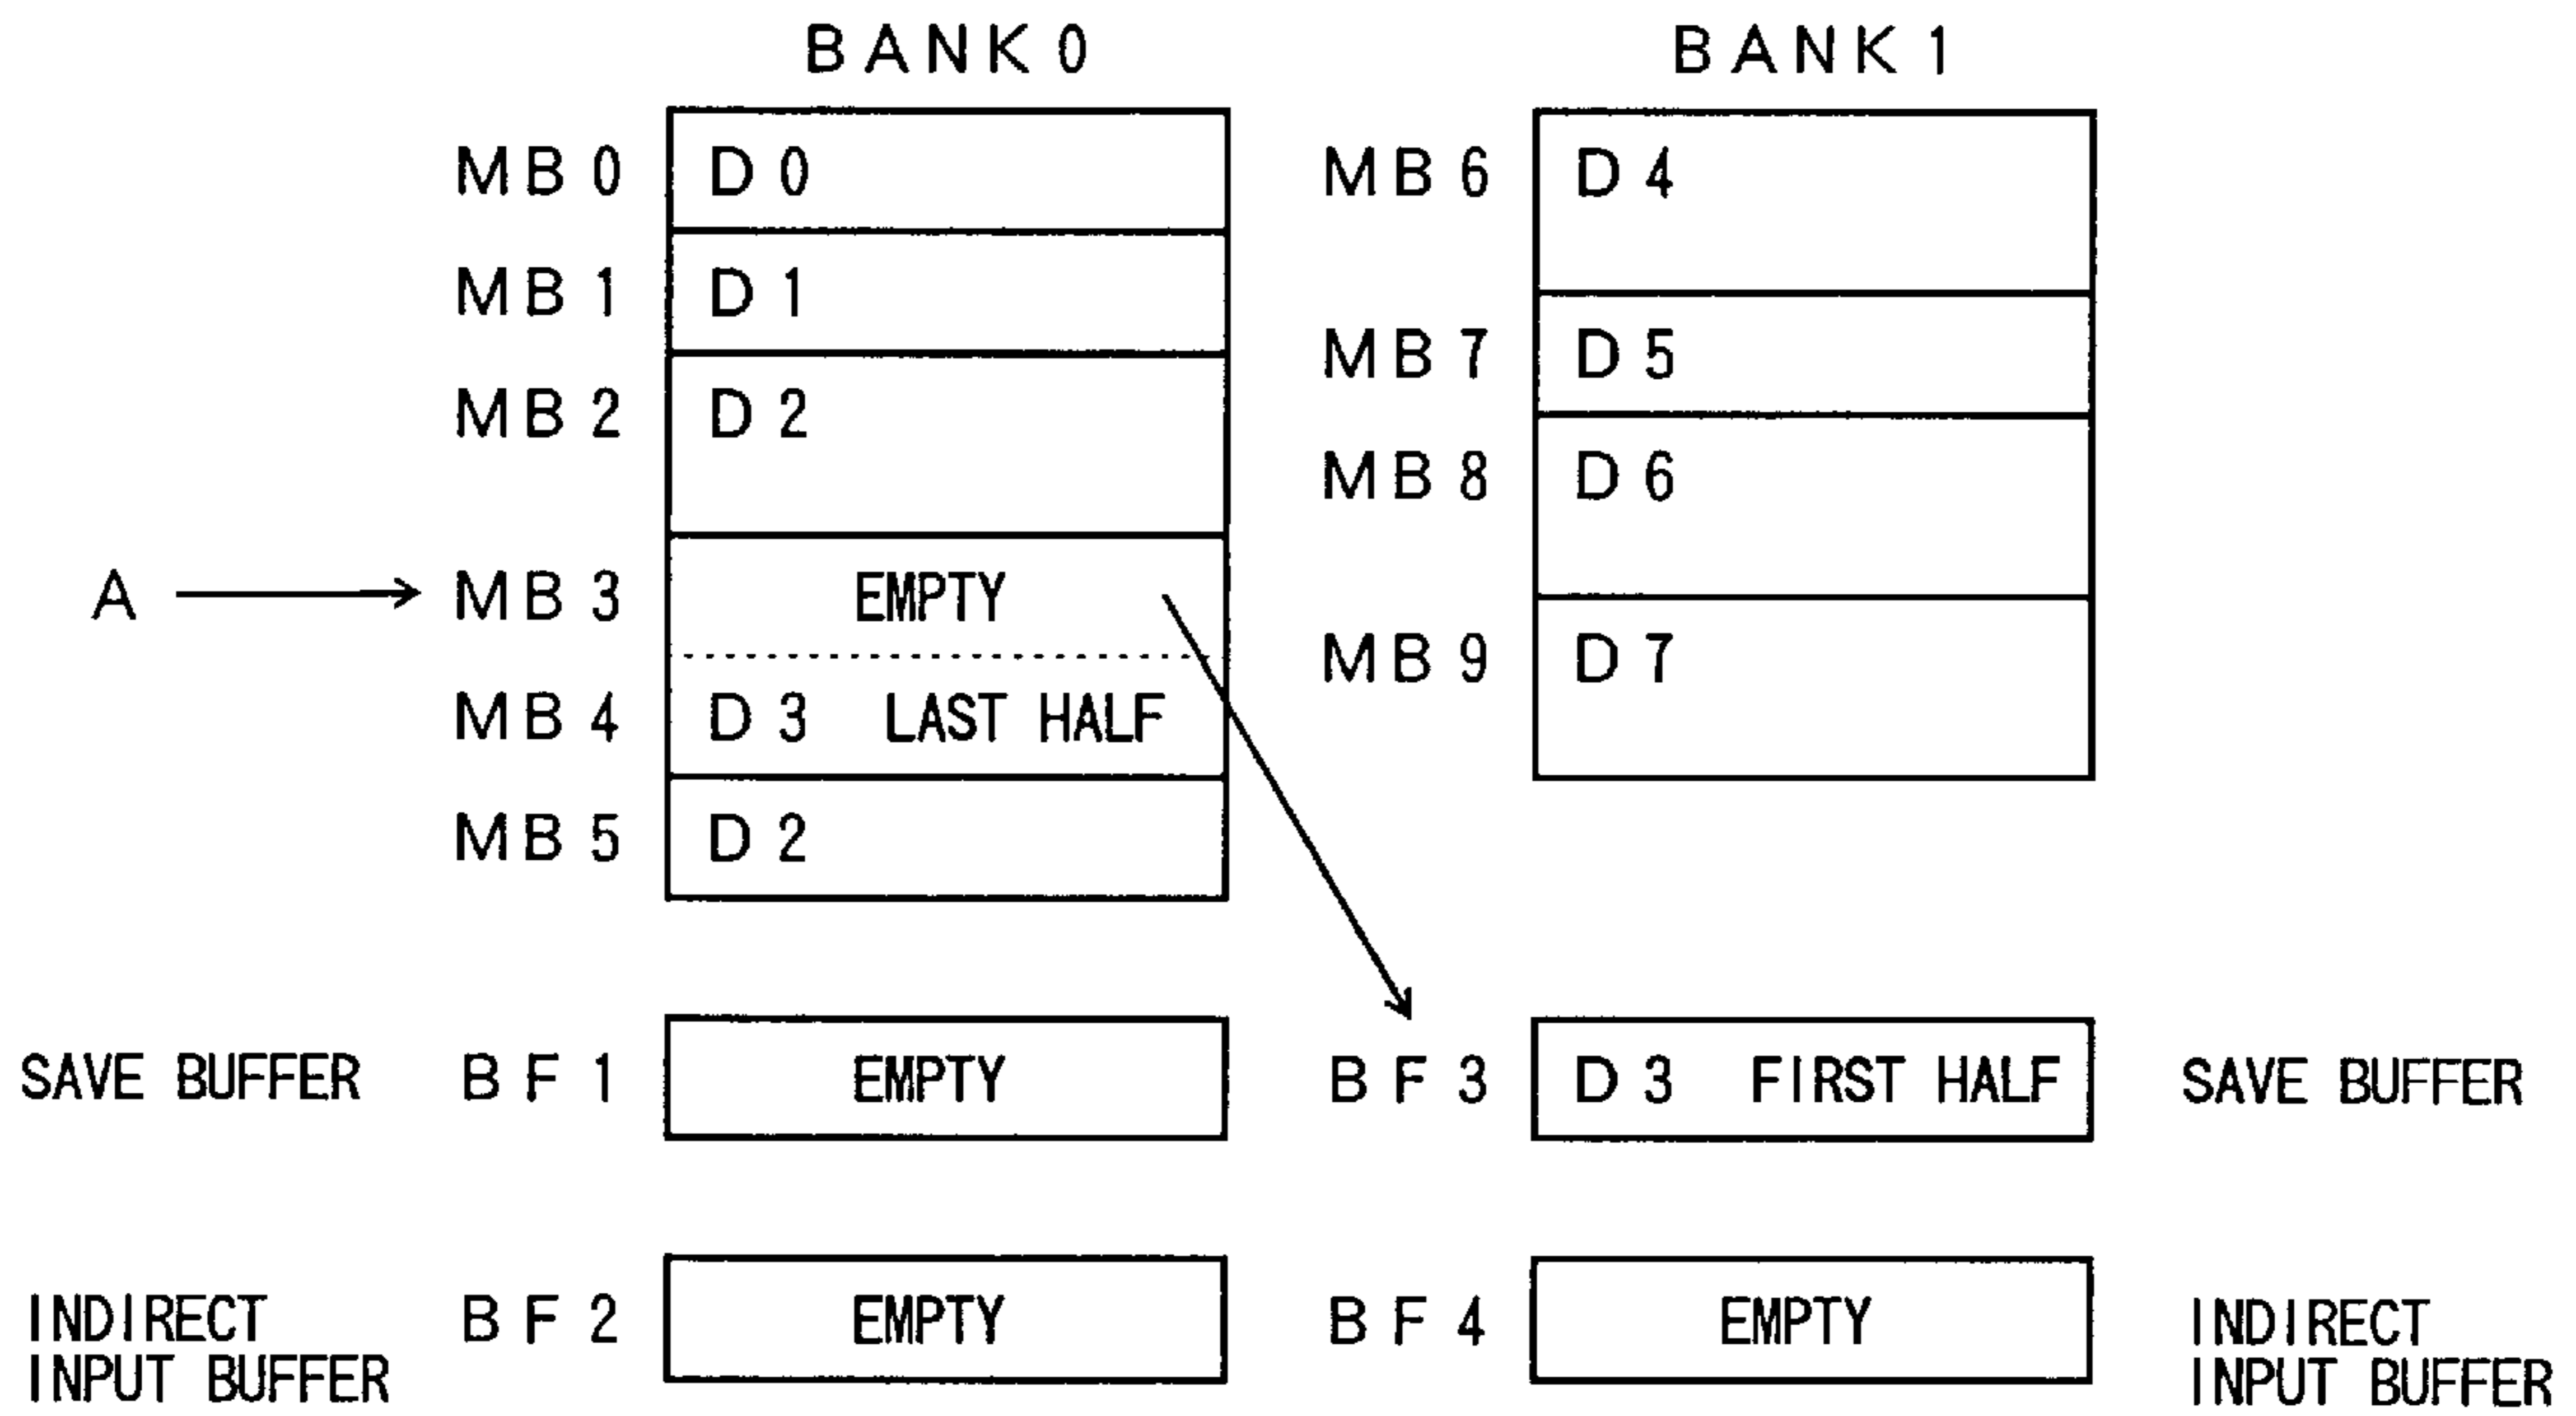 BANK0 BANK1
MB0 D0 MB6 D4
MB1 D1
MB7 D5
MB2 D2
MB8 D6
A MB3 EMPTY
MB9 D7
MB4 D3 LAST HALF
MB5 D2
SAVE BUFFER BF1 EMPTY BF3 D3 FIRST HALF SAVE BUFFER
INDIRECT BF2 EMPTY BF4 EMPTY INDIRECT
INPUT BUFFER INPUT BUFFER